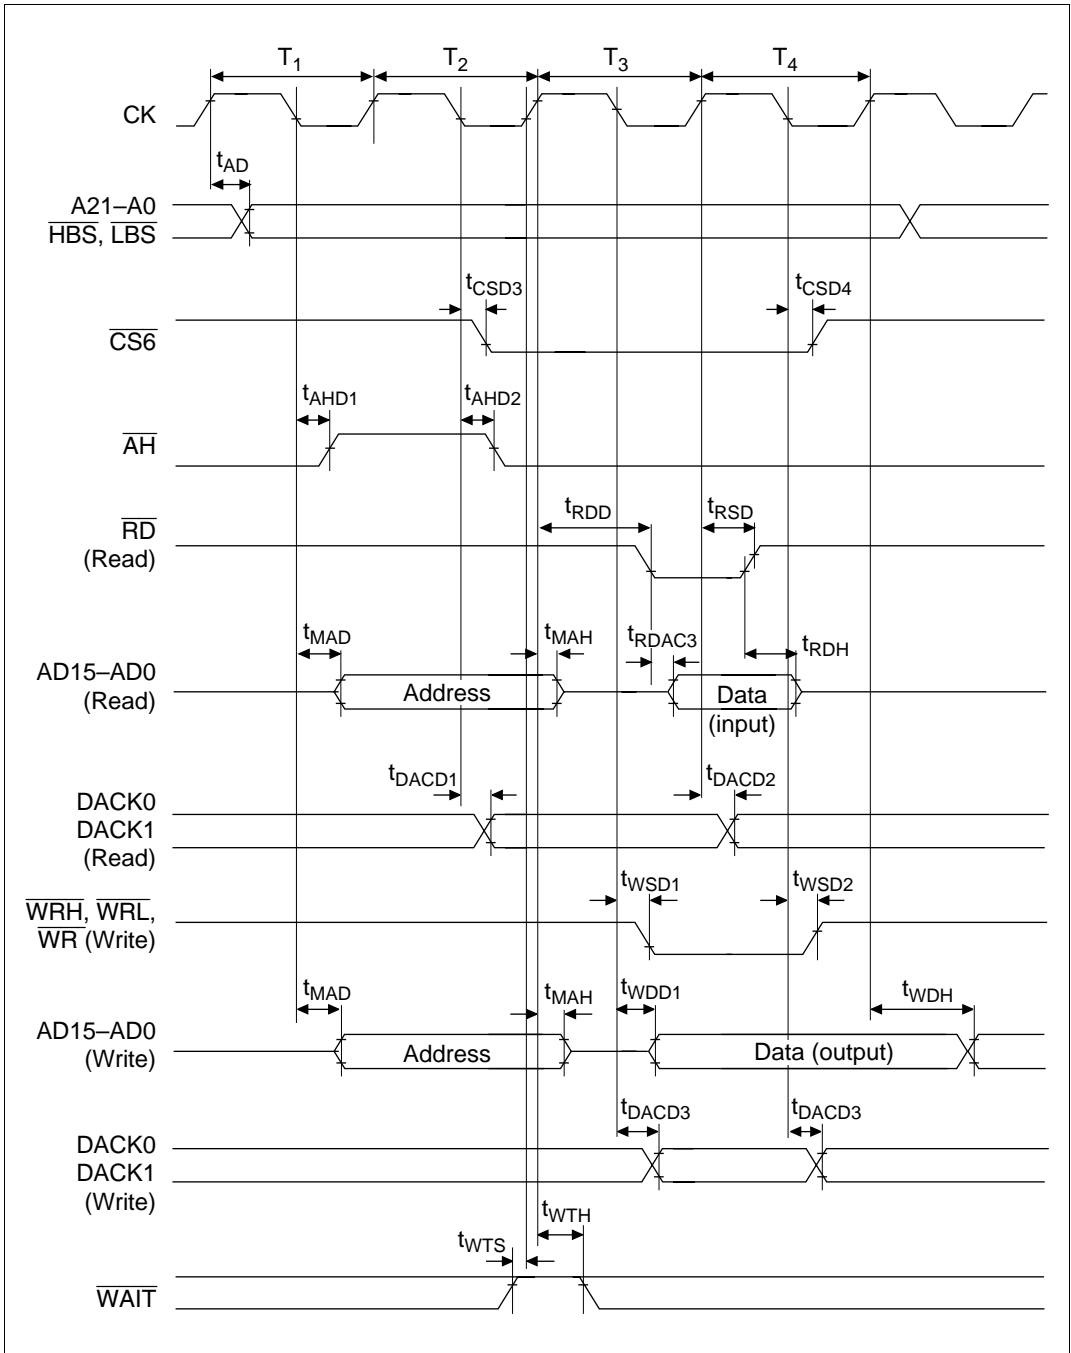 T1 T2 T3 T4
CK
tAD
A21–A0
HBS, LBS
tCSD3 tCSD4
CS6
tAHD1 tAHD2
AH
tRDD tRSD
RD
(Read)
tMAD tMAH tRDAC3 tRDH
AD15–AD0
(Read)
Address Data
(input)
tDACD1 tDACD2
DACK0
DACK1
(Read)
tWSD1 tWSD2
WRH, WRL,
WR (Write)
tMAD tMAH tWDD1 tWDH
AD15–AD0
(Write)
Address Data (output)
tDACD3 tDACD3
DACK0
DACK1
(Write)
tWTH
tWTS
WAIT